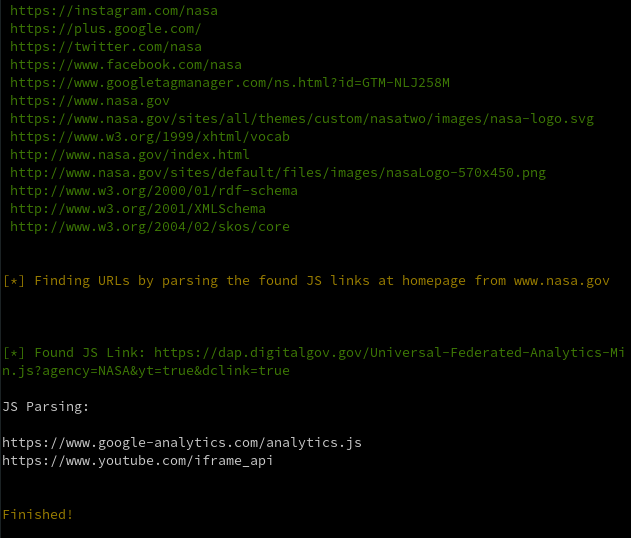 https://instagram.com/nasa
https://plus.google.com/
https://twitter.com/nasa
https://www.facebook.com/nasa
https://www.googletagmanager.com/ns.html?id=GTM-NLJ258M
https://www.nasa.gov
https://www.nasa.gov/sites/all/themes/custom/nasatwo/images/nasa-logo.svg
https://www.w3.org/1999/xhtml/vocab
http://www.nasa.gov/index.html
http://www.nasa.gov/sites/default/files/images/nasaLogo-570x450.png
http://www.w3.org/2000/01/rdf-schema
http://www.w3.org/2001/XMLSchema
http://www.w3.org/2004/02/skos/core
[*] Finding URLs by parsing the found JS links at homepage from www.nasa.gov
[*] Found JS Link: https://dap.digitalgov.gov/Universal-Federated-Analytics-Mi
n.js?agency=NASA&yt=true&dclink=true
JS Parsing:
https://www.google-analytics.com/analytics.js
https://www.youtube.com/iframe_api
Finished!